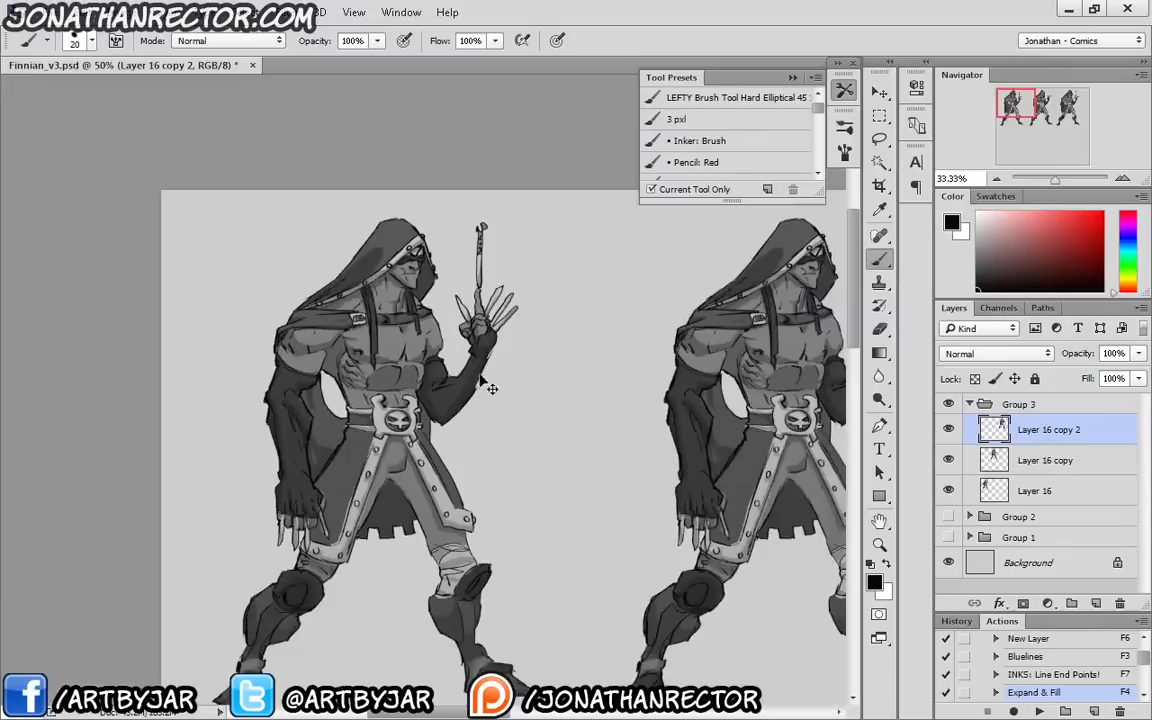 JONATHANRECTOR.COM
3D View Window Help
20 Mode: Normal Opacity: 100% Flow: 100% Jonathan - Comics
Finnian_v3.psd @ 50% (Layer 16 copy 2, RGB/8) *
Tool Presets
LEFTY Brush Tool Hard Elliptical 45
3 pxl
• Inker: Brush
• Pencil: Red
Current Tool Only
Navigator
33.33%
Color Swatches
Layers Channels Paths
Kind
Normal Opacity: 100%
Lock: Fill: 100%
Group 3
Layer 16 copy 2
Layer 16 copy
Layer 16
Group 2
Group 1
Background
fx
History Actions
New Layer F6
Bluelines F3
INKS: Line End Points! F7
Expand & Fill F4
/ARTBYJAR @ARTBYJAR /JONATHANRECTOR